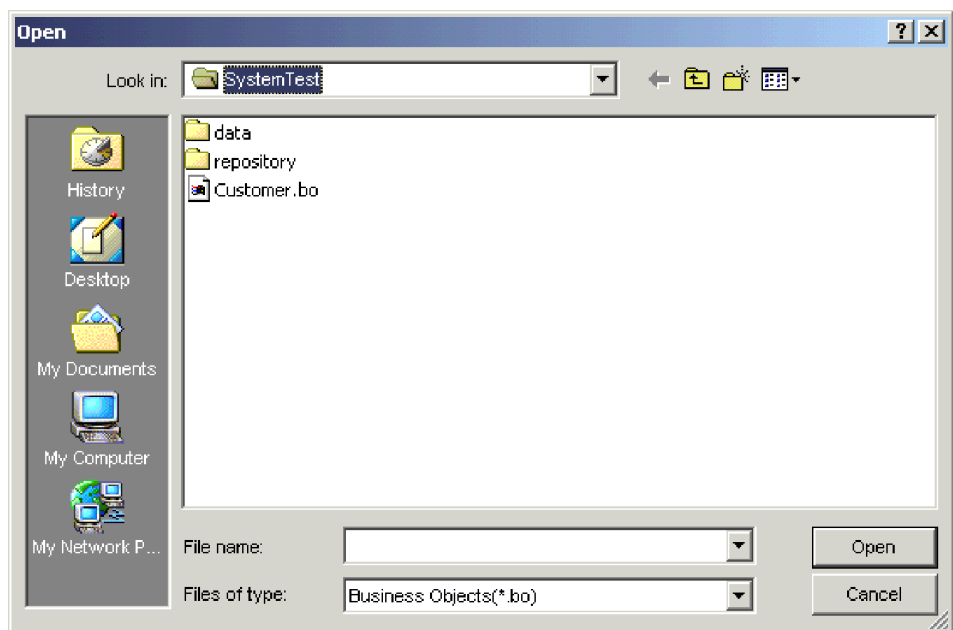 Open
Look in: SystemTest
data
repository
Customer.bo
History
Desktop
My Documents
My Computer
My Network P...
File name:
Open
Files of type: Business Objects(*.bo)
Cancel